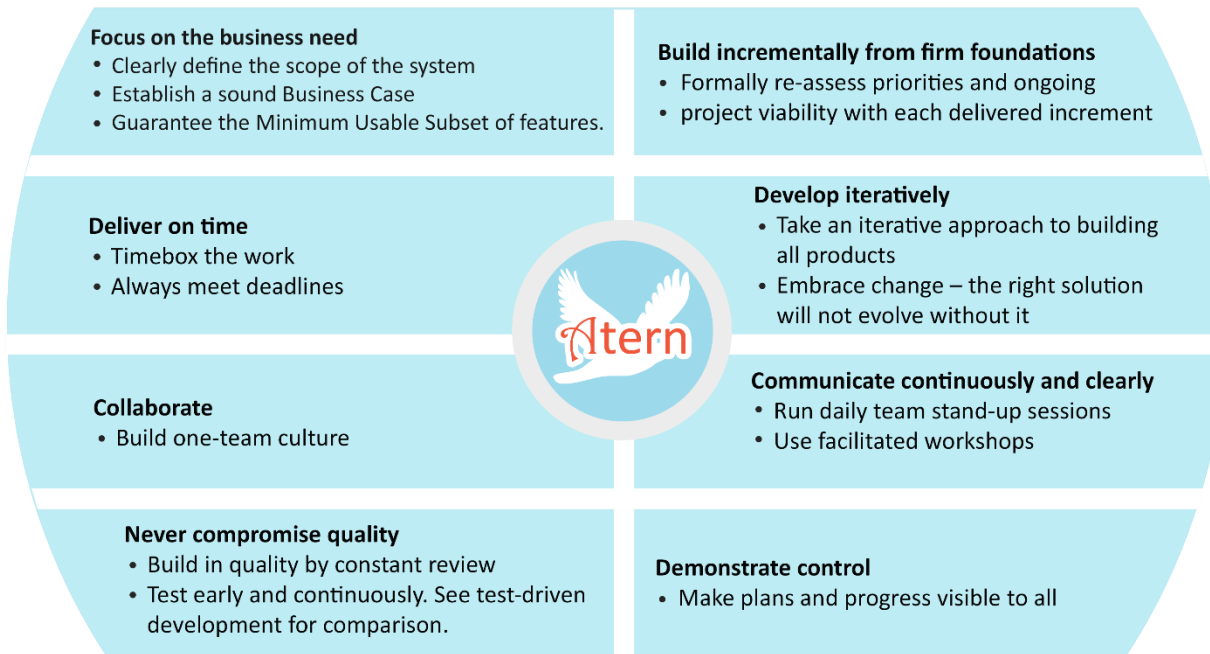 Focus on the business need
• Clearly define the scope of the system
• Establish a sound Business Case
• Guarantee the Minimum Usable Subset of features.
Build incrementally from firm foundations
• Formally re-assess priorities and ongoing
• project viability with each delivered increment
Deliver on time
• Timebox the work
• Always meet deadlines
Develop iteratively
• Take an iterative approach to building
all products
• Embrace change – the right solution
will not evolve without it
Atern
Collaborate
• Build one-team culture
Communicate continuously and clearly
• Run daily team stand-up sessions
• Use facilitated workshops
Never compromise quality
• Build in quality by constant review
• Test early and continuously. See test-driven
development for comparison.
Demonstrate control
• Make plans and progress visible to all